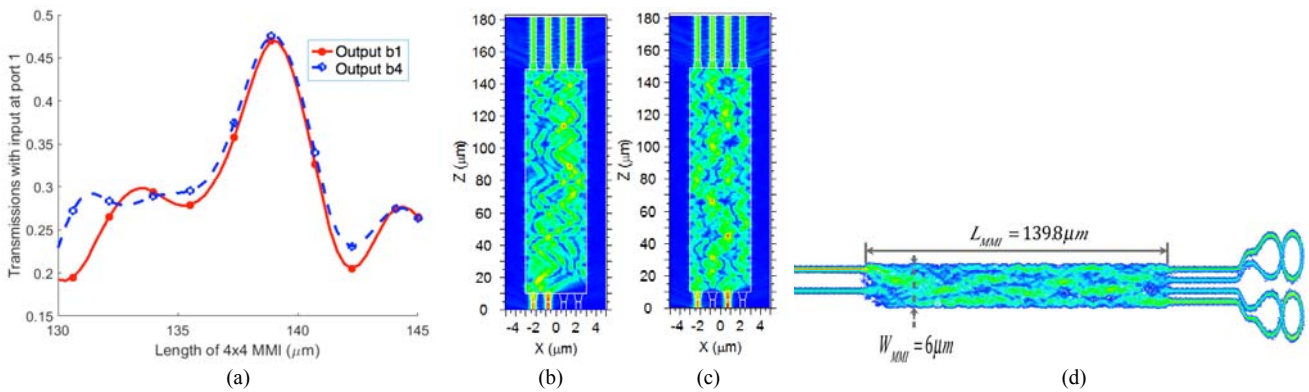 0.5
0.45
0.4
0.35
0.3
0.25
0.2
0.15
130
135
140
145
Transmissions with input at port 1
Length of 4x4 MMI (µm)
Output b1
Output b4
(a)
180
160
140
120
100
80
60
40
20
0
Z (µm)
-4 -2 0 2 4
X (µm)
(b)
180
160
140
120
100
80
60
40
20
0
Z (µm)
-4 -2 0 2 4
X (µm)
(c)
L_MMI = 1398µm
W_MMI = 6µm
(d)